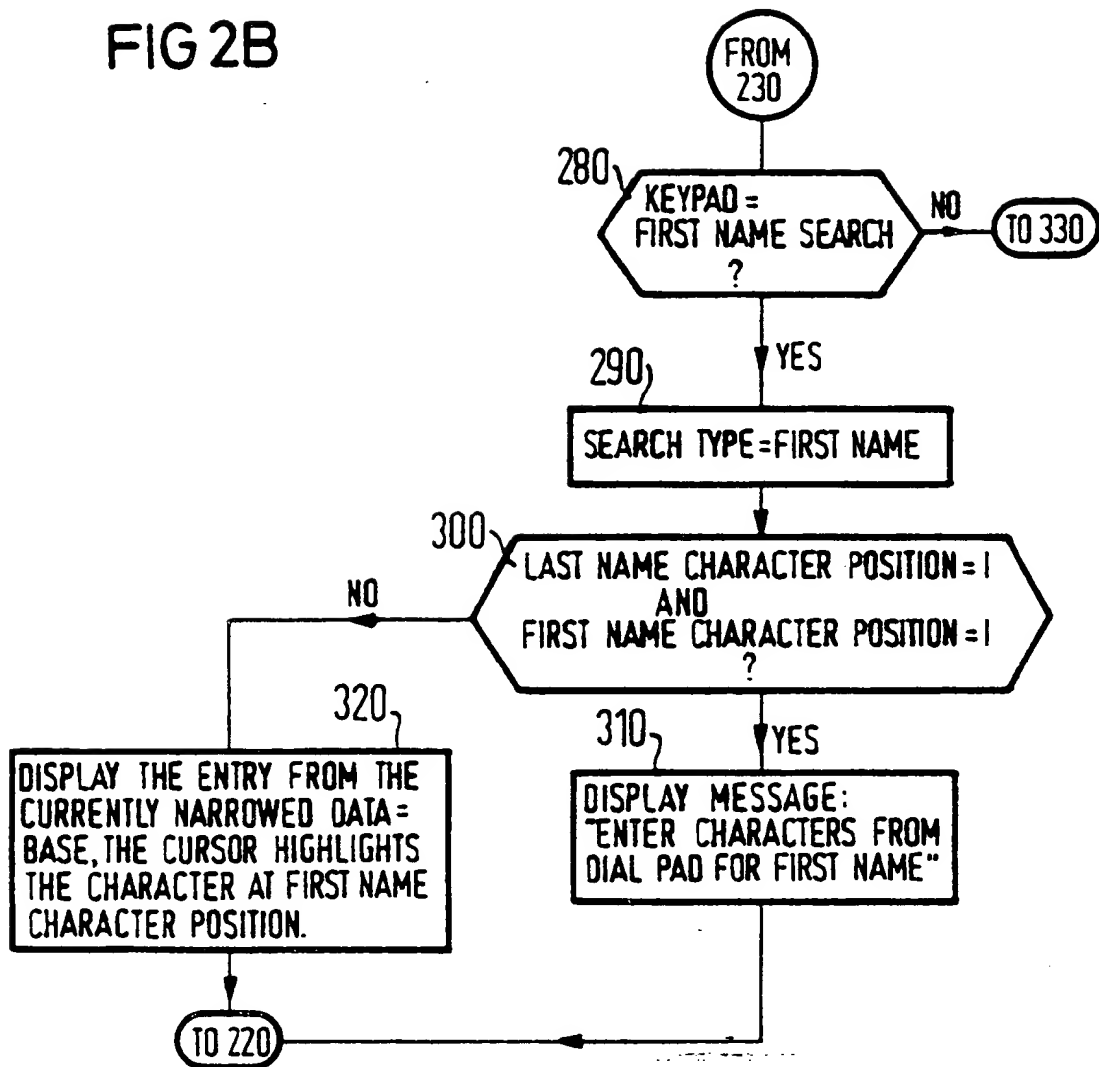 FIG 2B
FROM
230
280
KEYPAD =
FIRST NAME SEARCH
?
NO
TO 330
YES
290
SEARCH TYPE=FIRST NAME
300
LAST NAME CHARACTER POSITION = 1
AND
FIRST NAME CHARACTER POSITION = 1
?
NO
YES
320
DISPLAY THE ENTRY FROM THE
CURRENTLY NARROWED DATA=
BASE, THE CURSOR HIGHLIGHTS
THE CHARACTER AT FIRST NAME
CHARACTER POSITION.
310
DISPLAY MESSAGE:
"ENTER CHARACTERS FROM
DIAL PAD FOR FIRST NAME"
TO 220